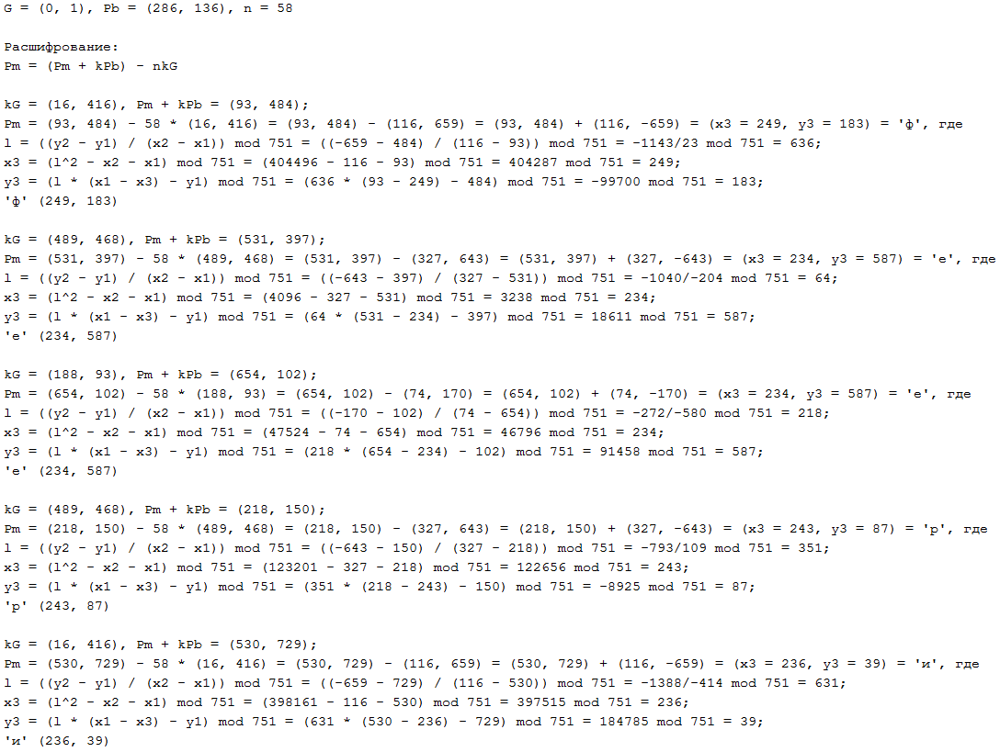 G = (0, 1), Pb = (286, 136), n = 58
Расшифрование:
Pm = (Pm + kPb) - nkG
kG = (16, 416), Pm + kPb = (93, 484);
Pm = (93, 484) - 58 * (16, 416) = (93, 484) - (116, 659) = (93, 484) + (116, -659) = (x3 = 249, y3 = 183) = 'ф', где
l = ((y2 - y1) / (x2 - x1)) mod 751 = ((-659 - 484) / (116 - 93)) mod 751 = -1143/23 mod 751 = 636;
x3 = (l^2 - x2 - x1) mod 751 = (404496 - 116 - 93) mod 751 = 404287 mod 751 = 249;
y3 = (l * (x1 - x3) - y1) mod 751 = (636 * (93 - 249) - 484) mod 751 = -99700 mod 751 = 183;
'ф' (249, 183)
kG = (489, 468), Pm + kPb = (531, 397);
Pm = (531, 397) - 58 * (489, 468) = (531, 397) - (327, 643) = (531, 397) + (327, -643) = (x3 = 234, y3 = 587) = 'е', где
l = ((y2 - y1) / (x2 - x1)) mod 751 = ((-643 - 397) / (327 - 531)) mod 751 = -1040/-204 mod 751 = 64;
x3 = (l^2 - x2 - x1) mod 751 = (4096 - 327 - 531) mod 751 = 3238 mod 751 = 234;
y3 = (l * (x1 - x3) - y1) mod 751 = (64 * (531 - 234) - 397) mod 751 = 18611 mod 751 = 587;
'е' (234, 587)
kG = (188, 93), Pm + kPb = (654, 102);
Pm = (654, 102) - 58 * (188, 93) = (654, 102) - (74, 170) = (654, 102) + (74, -170) = (x3 = 234, y3 = 587) = 'е', где
l = ((y2 - y1) / (x2 - x1)) mod 751 = ((-170 - 102) / (74 - 654)) mod 751 = -272/-580 mod 751 = 218;
x3 = (l^2 - x2 - x1) mod 751 = (47524 - 74 - 654) mod 751 = 46796 mod 751 = 234;
y3 = (l * (x1 - x3) - y1) mod 751 = (218 * (654 - 234) - 102) mod 751 = 91458 mod 751 = 587;
'е' (234, 587)
kG = (489, 468), Pm + kPb = (218, 150);
Pm = (218, 150) - 58 * (489, 468) = (218, 150) - (327, 643) = (218, 150) + (327, -643) = (x3 = 243, y3 = 87) = 'р', где
l = ((y2 - y1) / (x2 - x1)) mod 751 = ((-643 - 150) / (327 - 218)) mod 751 = -793/109 mod 751 = 351;
x3 = (l^2 - x2 - x1) mod 751 = (123201 - 327 - 218) mod 751 = 122656 mod 751 = 243;
y3 = (l * (x1 - x3) - y1) mod 751 = (351 * (218 - 243) - 150) mod 751 = -8925 mod 751 = 87;
'р' (243, 87)
kG = (16, 416), Pm + kPb = (530, 729);
Pm = (530, 729) - 58 * (16, 416) = (530, 729) - (116, 659) = (530, 729) + (116, -659) = (x3 = 236, y3 = 39) = 'и', где
l = ((y2 - y1) / (x2 - x1)) mod 751 = ((-659 - 729) / (116 - 530)) mod 751 = -1388/-414 mod 751 = 631;
x3 = (l^2 - x2 - x1) mod 751 = (398161 - 116 - 530) mod 751 = 397515 mod 751 = 236;
y3 = (l * (x1 - x3) - y1) mod 751 = (631 * (530 - 236) - 729) mod 751 = 184785 mod 751 = 39;
'и' (236, 39)